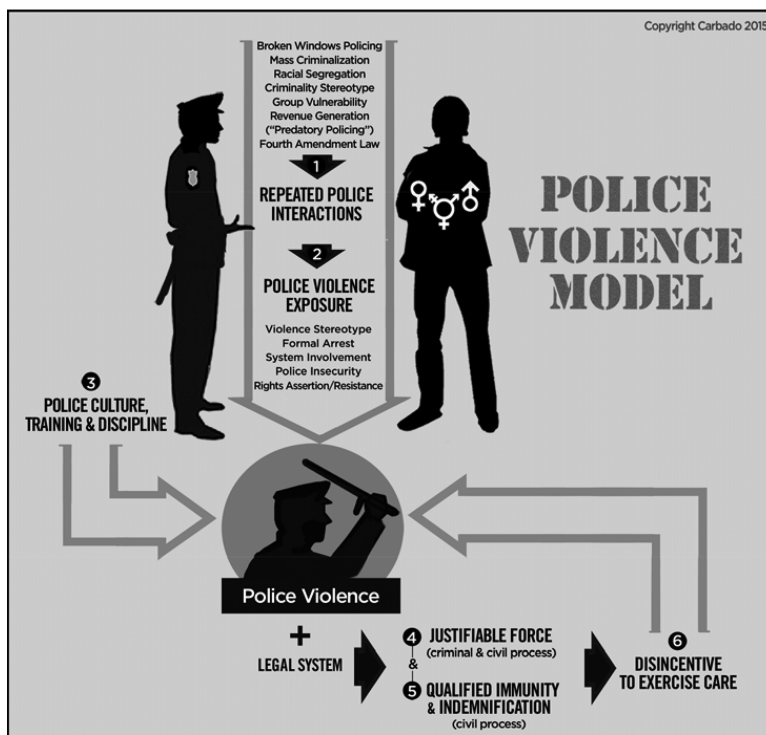 Copyright Carbado 2015
Broken Windows Policing
Mass Criminalization
Racial Segregation
Criminality Stereotype
Group Vulnerability
Revenue Generation
("Predatory Policing")
Fourth Amendment Law
1
REPEATED POLICE
INTERACTIONS
2
POLICE VIOLENCE
EXPOSURE
Violence Stereotype
Formal Arrest
System Involvement
Police Insecurity
Rights Assertion/Resistance
POLICE
VIOLENCE
MODEL
3
POLICE CULTURE,
TRAINING & DISCIPLINE
Police Violence
+
LEGAL SYSTEM
4 JUSTIFIABLE FORCE
(criminal & civil process)
&
5 QUALIFIED IMMUNITY
& INDEMNIFICATION
(civil process)
6
DISINCENTIVE
TO EXERCISE CARE